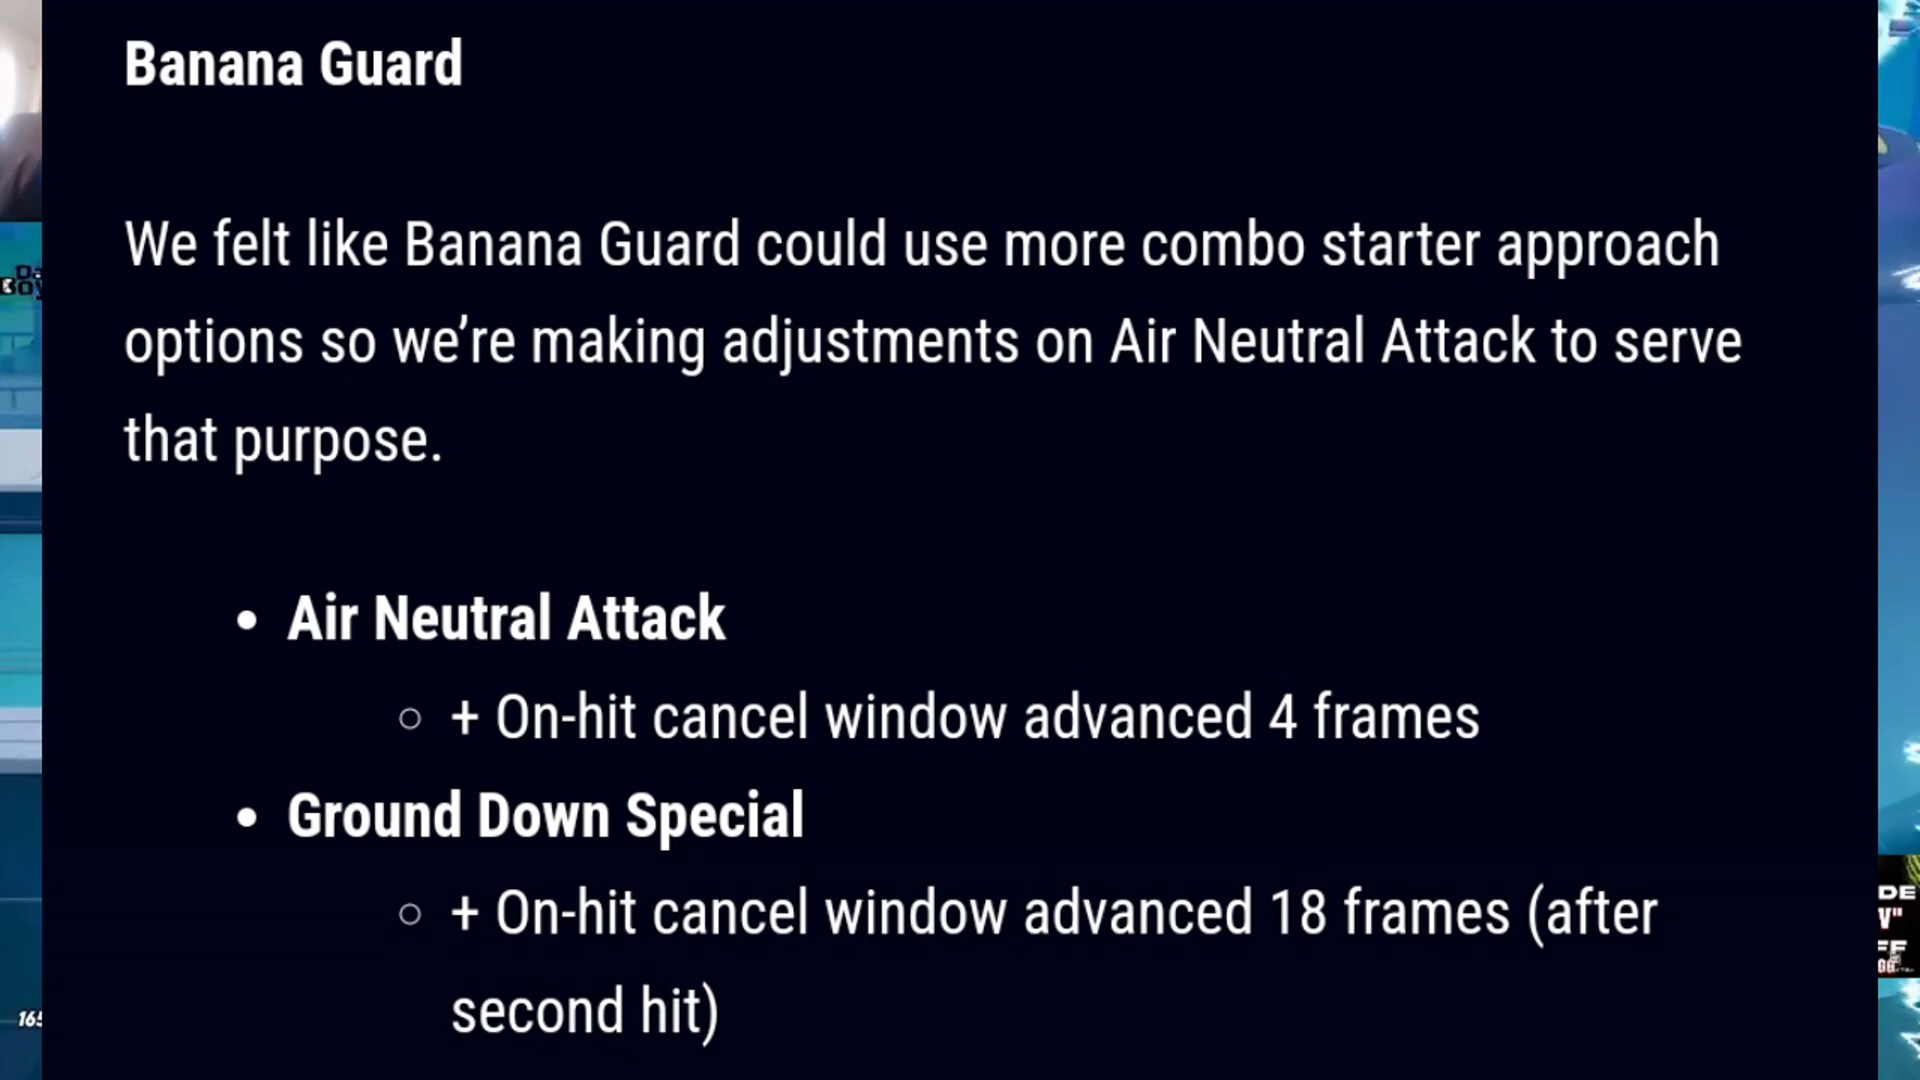 Banana Guard
We felt like Banana Guard could use more combo starter approach
options so we’re making adjustments on Air Neutral Attack to serve
that purpose.
• Air Neutral Attack
○ + On-hit cancel window advanced 4 frames
• Ground Down Special
○ + On-hit cancel window advanced 18 frames (after
second hit)
165
DE